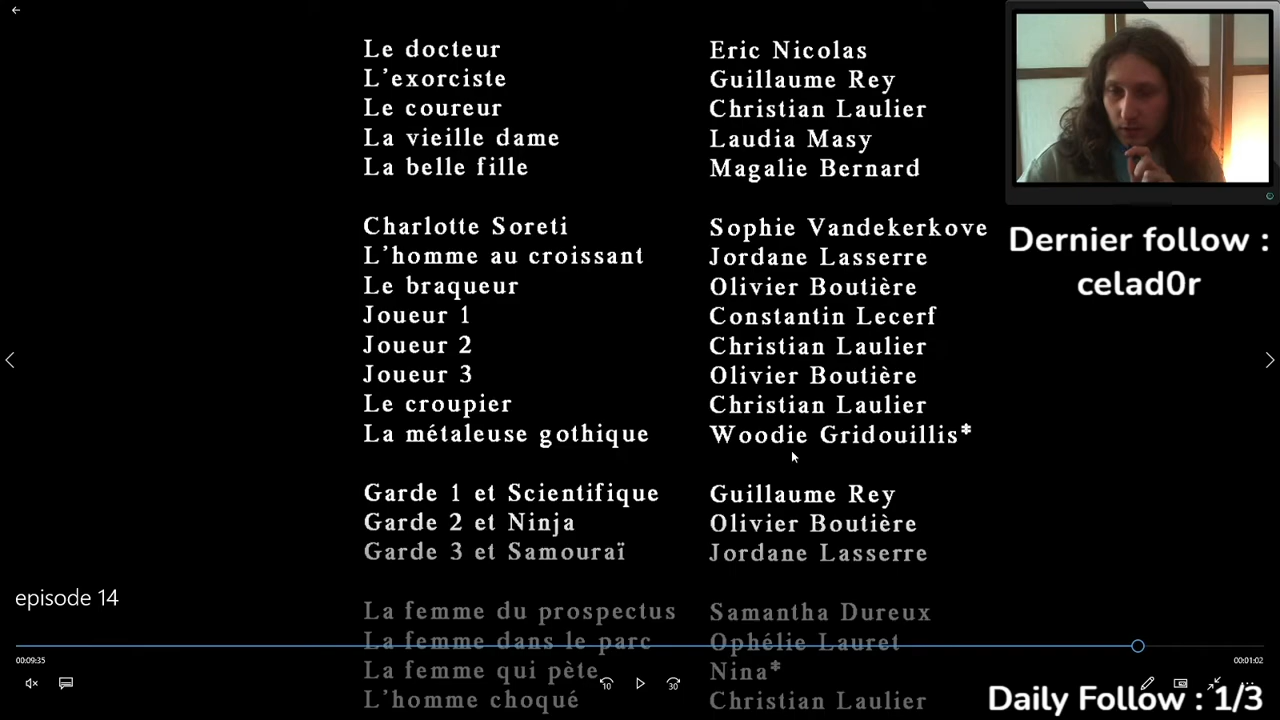 Le docteur Eric Nicolas
L'exorciste Guillaume Rey
Le coureur Christian Laulier
La vieille dame Laudia Masy
La belle fille Magalie Bernard
Charlotte Soreti Sophie Vandekerkove
L'homme au croissant Jordane Lasserre
Le braqueur Olivier Boutière
Joueur 1 Constantin Lecerf
Joueur 2 Christian Laulier
Joueur 3 Olivier Boutière
Le croupier Christian Laulier
La métaleuse gothique Woodie Gridouillis*
Garde 1 et Scientifique Guillaume Rey
Garde 2 et Ninja Olivier Boutière
Garde 3 et Samouraï Jordane Lasserre
La femme du prospectus Samantha Dureux
La femme dans le parc Ophélie Lauret
La femme qui pète Nina*
L'homme choqué Christian Laulier
Dernier follow :
celad0r
episode 14
00:09:35
00:01:02
10
30
Daily Follow : 1/3